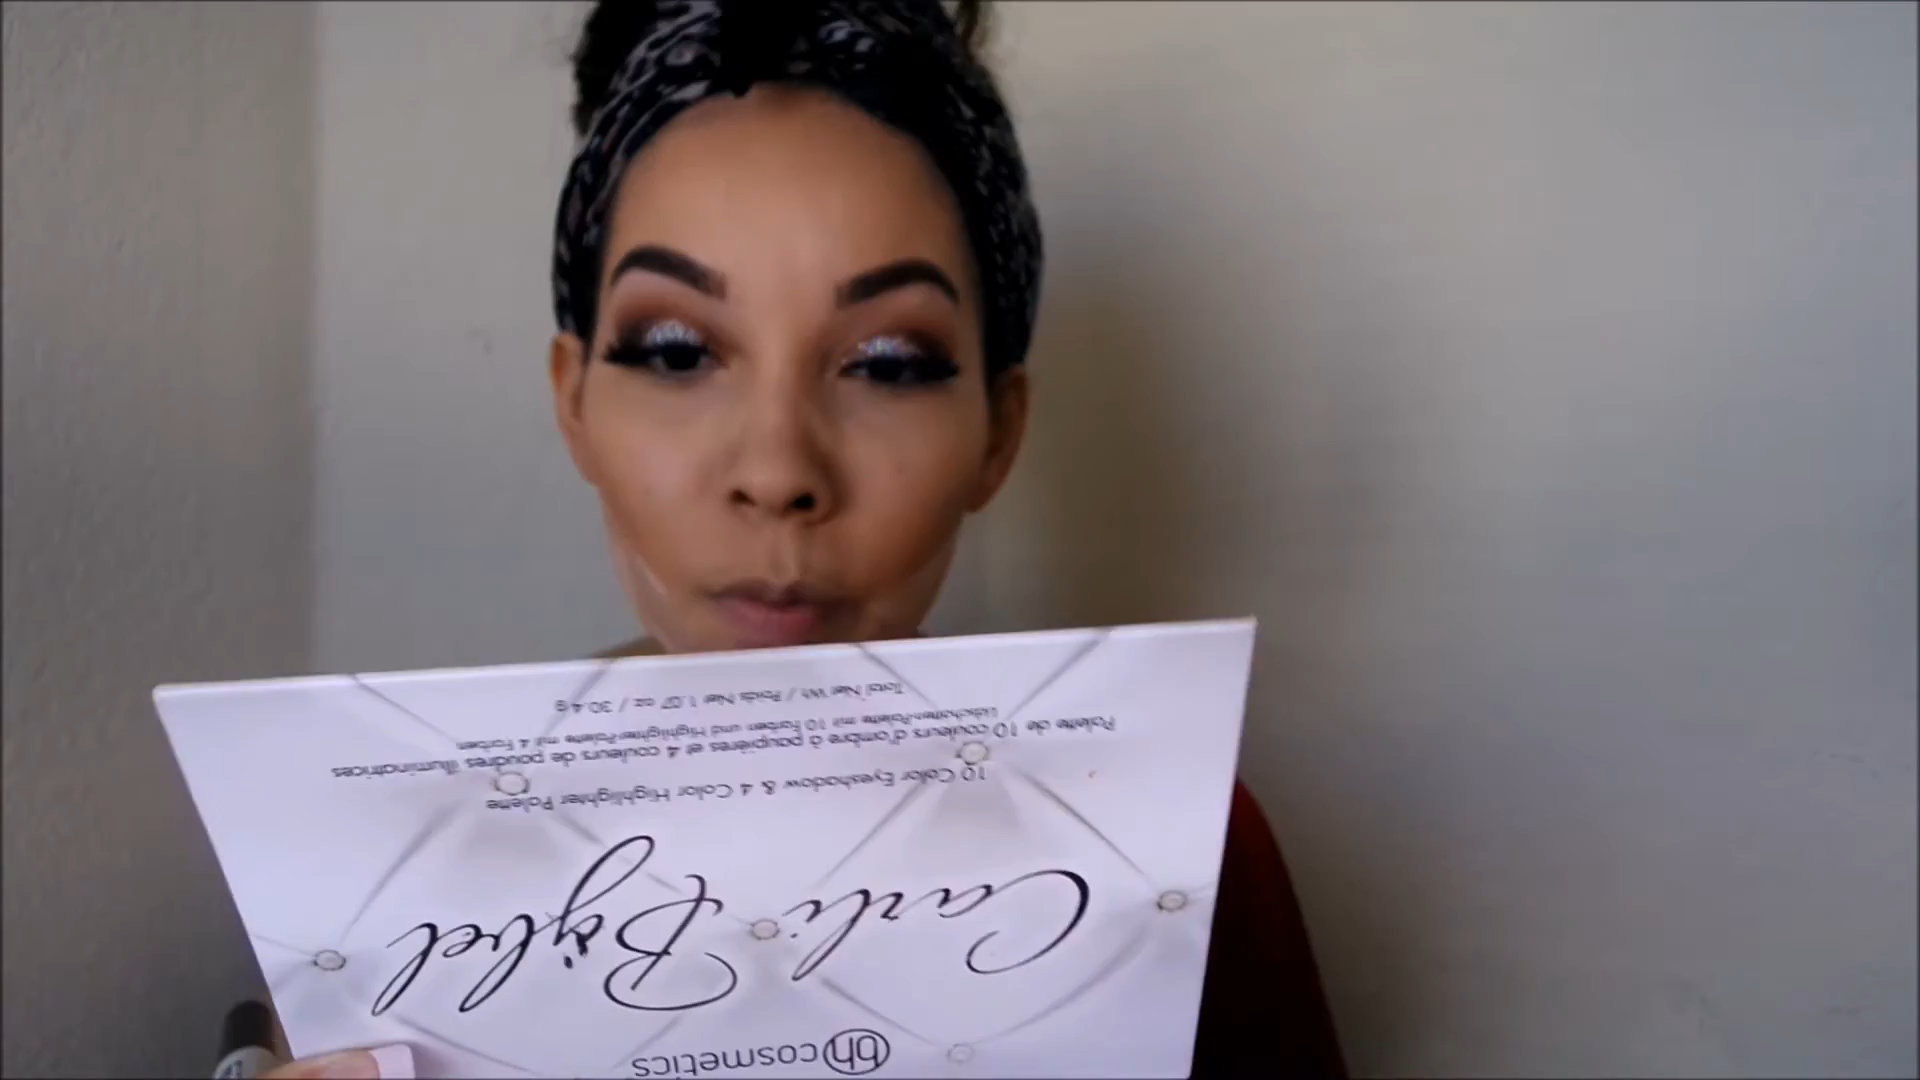 bh cosmetics
Carli Bybel
10 Color Eyeshadow & 4 Color Highlighter Palette
Palette de 10 couleurs d'ombre à paupières et 4 couleurs de poudres illuminatrices
Lidschatten-Palette mit 10 Farben und Highlighter-Palette mit 4 Farben
Total Net Wt / Poids Net 1.07 oz / 30.4 g